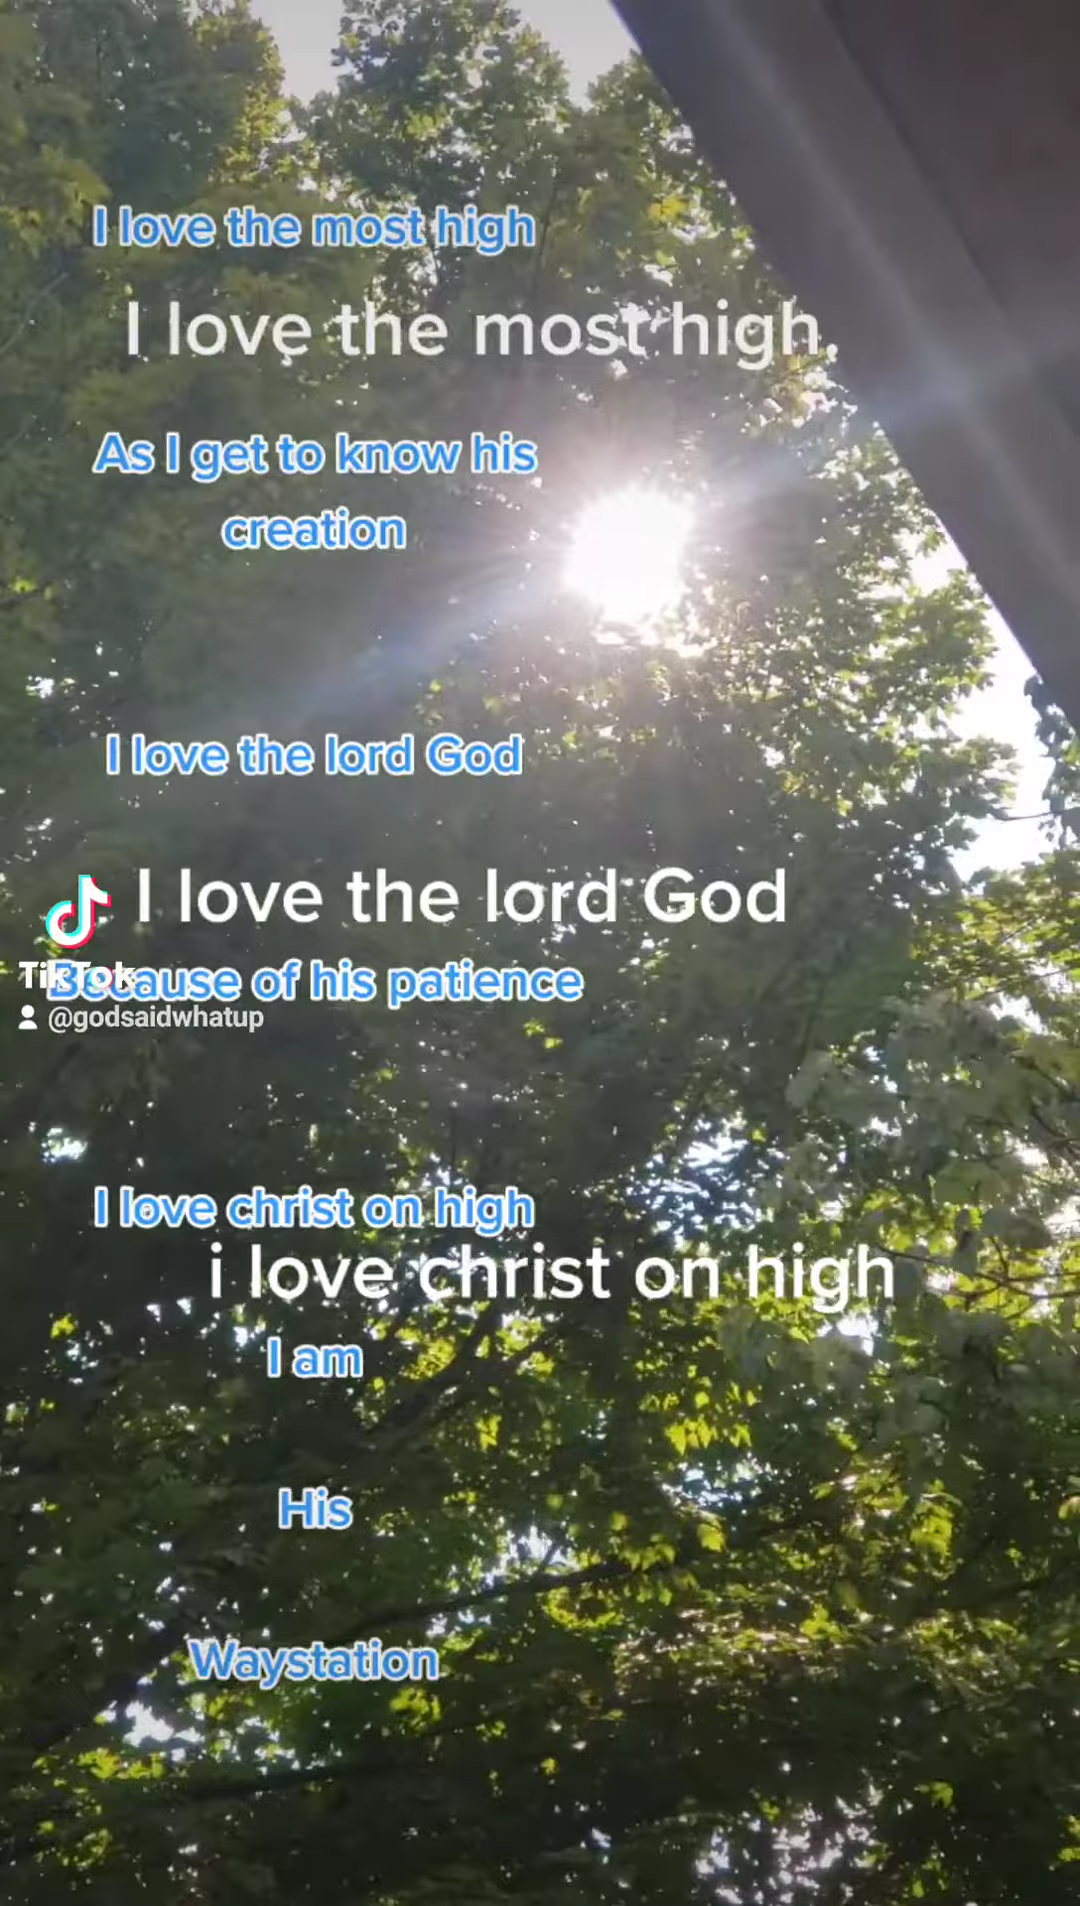 I love the most high
I love the most high.
As I get to know his
creation
I love the lord God
I love the lord God
TikTok
Because of his patience
@godsaidwhatup
I love christ on high
i love christ on high
I am
His
Waystation